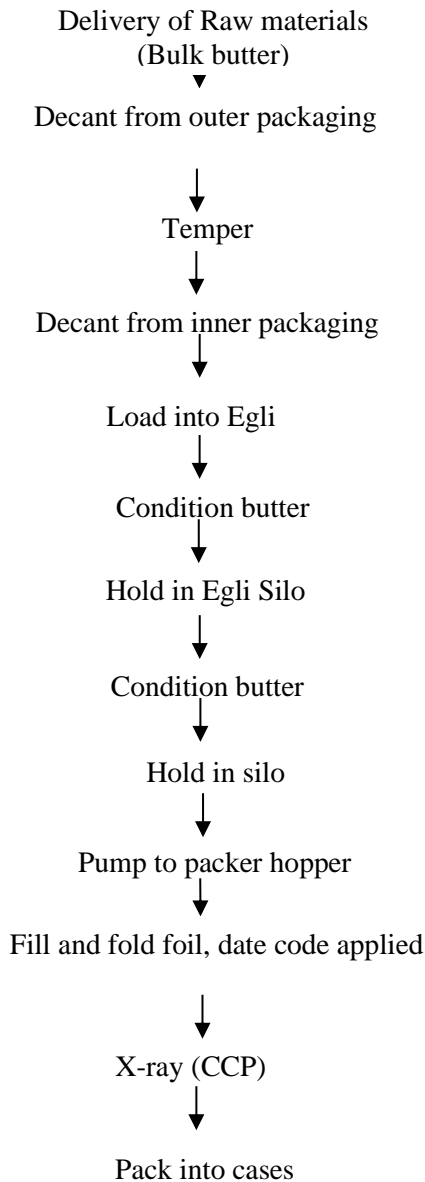 Delivery of Raw materials
(Bulk butter)
Decant from outer packaging
Temper
Decant from inner packaging
Load into Egli
Condition butter
Hold in Egli Silo
Condition butter
Hold in silo
Pump to packer hopper
Fill and fold foil, date code applied
X-ray (CCP)
Pack into cases